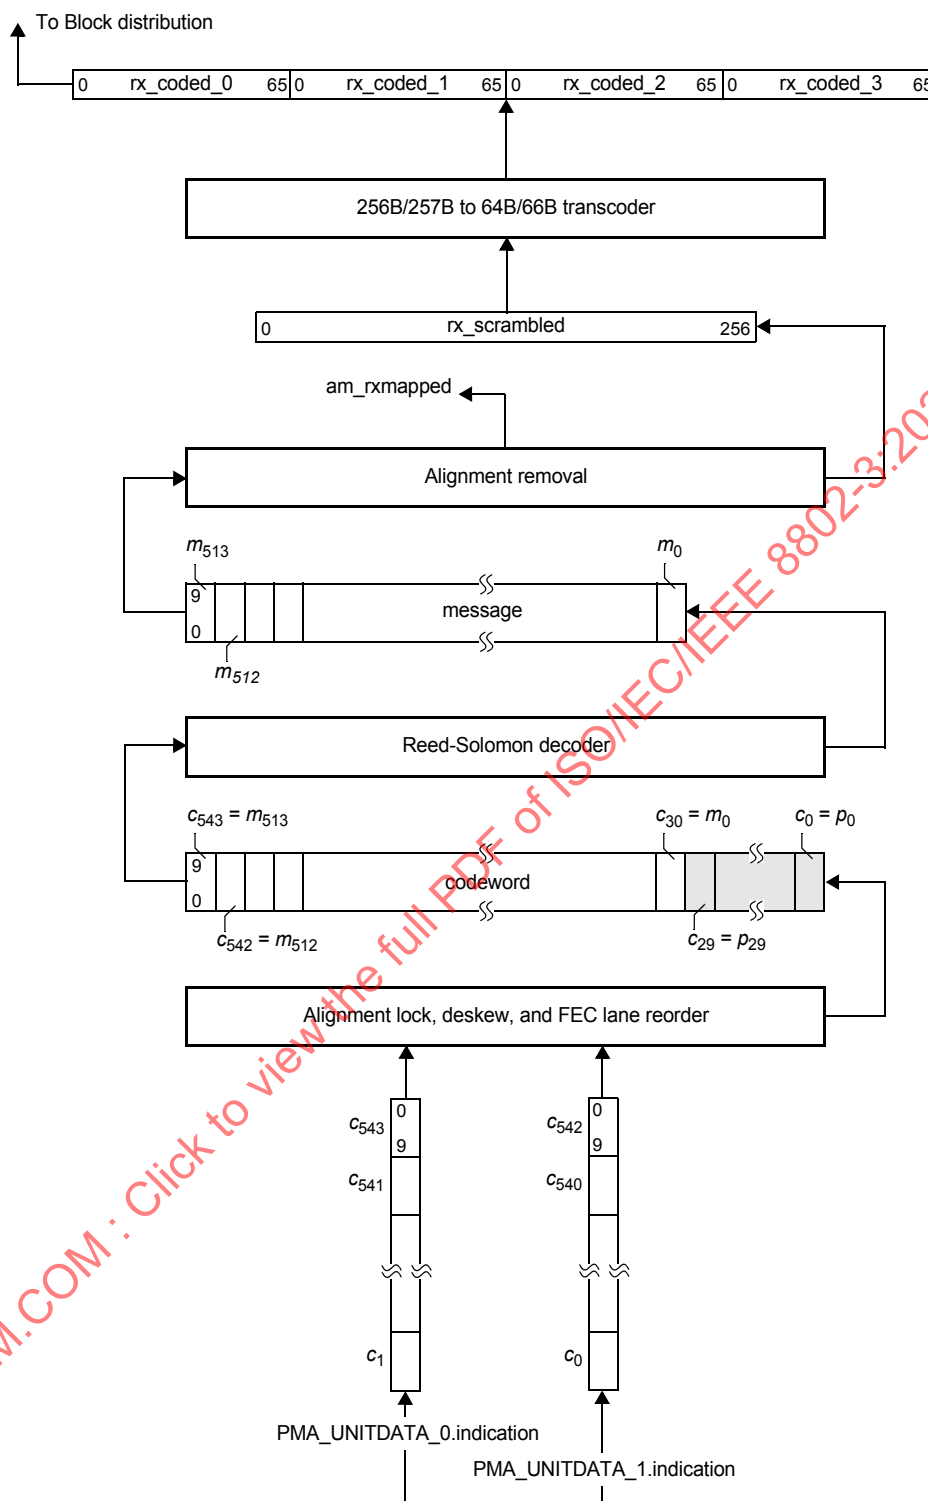 To Block distribution
0 rx_coded_0 65 0 rx_coded_1 65 0 rx_coded_2 65 0 rx_coded_3 65
256B/257B to 64B/66B transcoder
0 rx_scrambled 256
am_rxmapped
Alignment removal
m513 m0
9
message
0
m512
Reed-Solomon decoder
c543 = m513 c30 = m0 c0 = p0
9
codeword
0
c542 = m512 c29 = p29
Alignment lock, deskew, and FEC lane reorder
c543 0 c542 0
9 9
c541 c540
c1 c0
PMA_UNITDATA_0.indication
PMA_UNITDATA_1.indication
M.COM : Click to view the full PDF of ISO/IEC/IEEE 8802-3:202